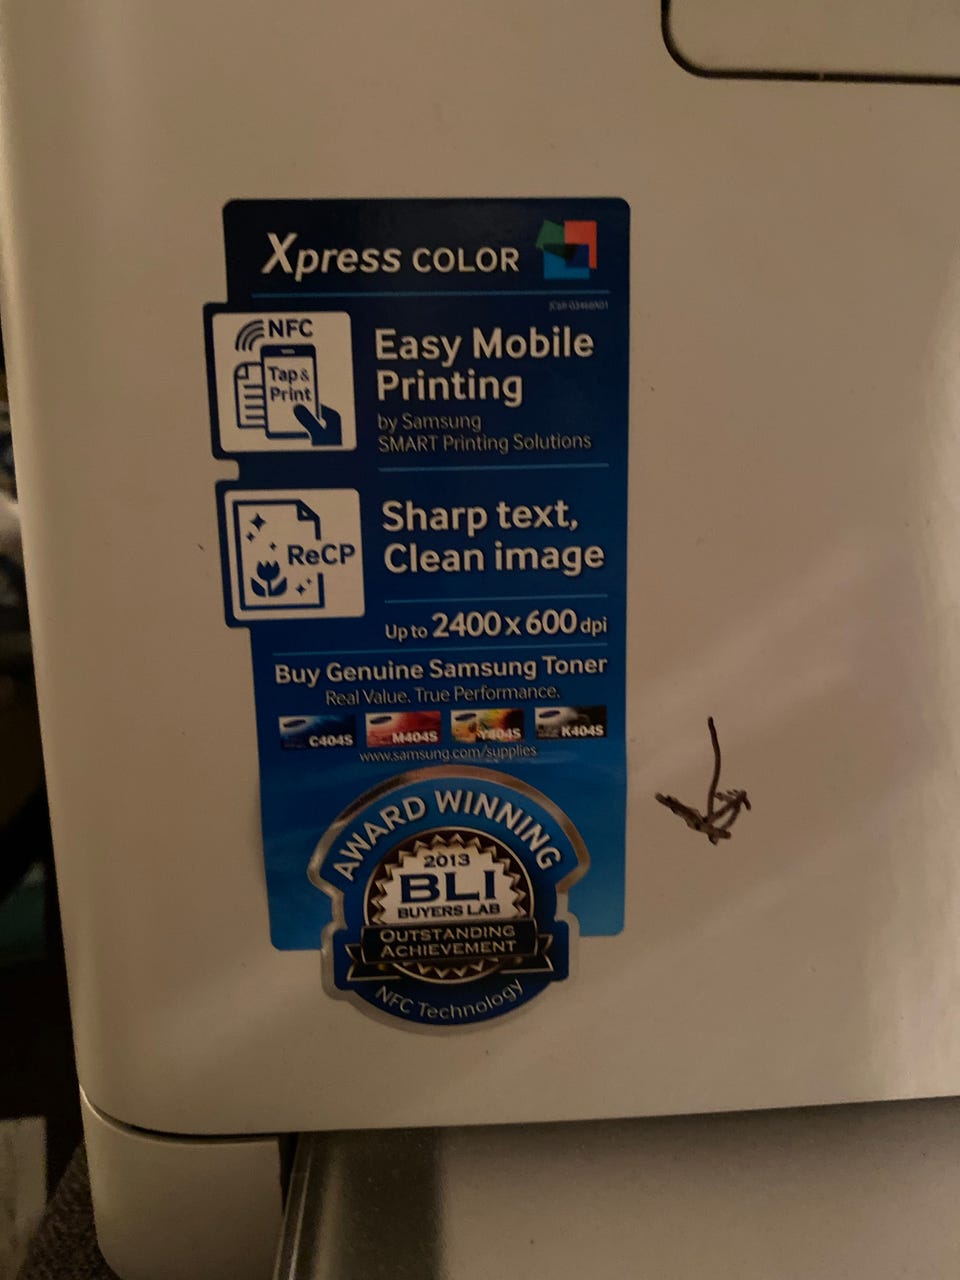 Xpress COLOR
NFC
Tap &
Print
Easy Mobile
Printing
by Samsung
SMART Printing Solutions
ReCP
Sharp text,
Clean image
Up to 2400 x 600 dpi
Buy Genuine Samsung Toner
Real Value. True Performance.
C404S M404S Y404S K404S
www.samsung.com/supplies
AWARD WINNING
2013
BLI
BUYERS LAB
OUTSTANDING
ACHIEVEMENT
NFC Technology